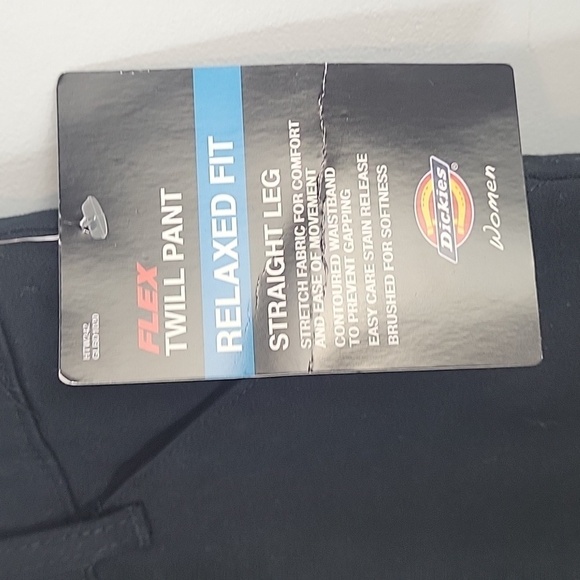 Dickies®
Women
FLEX
TWILL PANT
RELAXED FIT
STRAIGHT LEG
STRETCH FABRIC FOR COMFORT
AND EASE OF MOVEMENT
CONTOURED WAISTBAND
TO PREVENT GAPPING
EASY CARE STAIN RELEASE
BRUSHED FOR SOFTNESS
HTW242